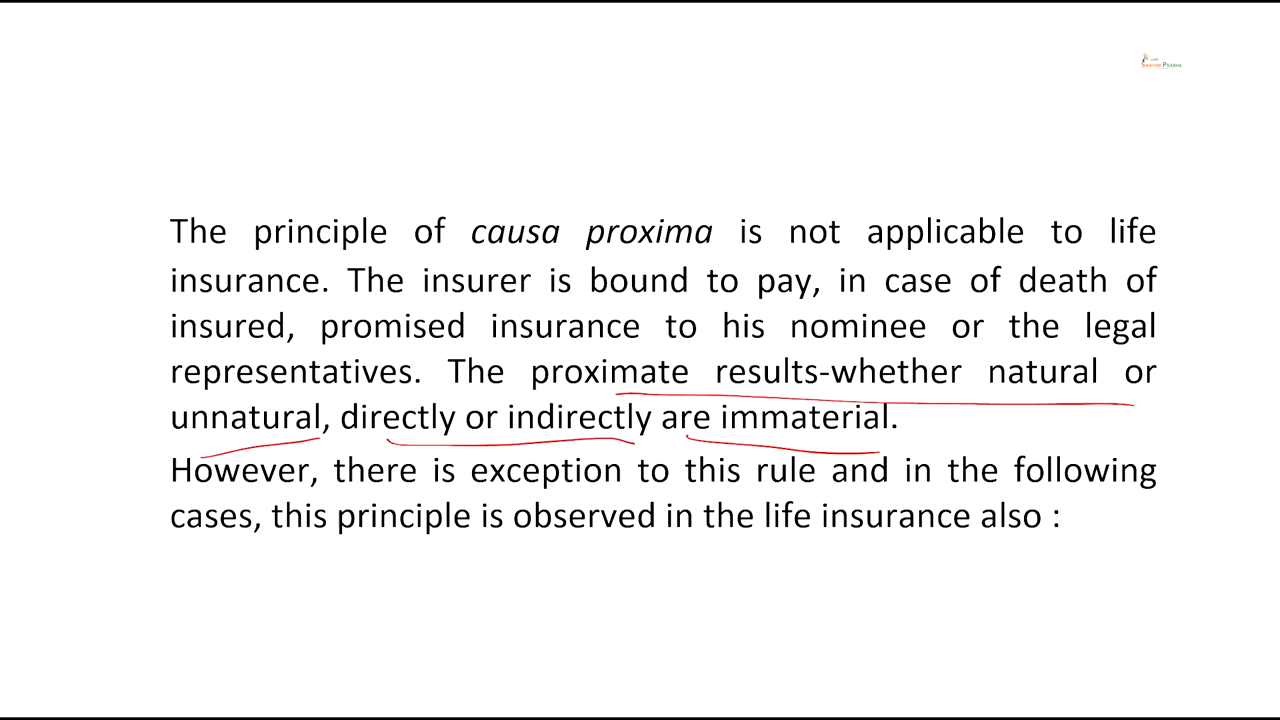 SWAYAM PRABHA
The principle of causa proxima is not applicable to life
insurance. The insurer is bound to pay, in case of death of
insured, promised insurance to his nominee or the legal
representatives. The proximate results-whether natural or
unnatural, directly or indirectly are immaterial.
However, there is exception to this rule and in the following
cases, this principle is observed in the life insurance also :